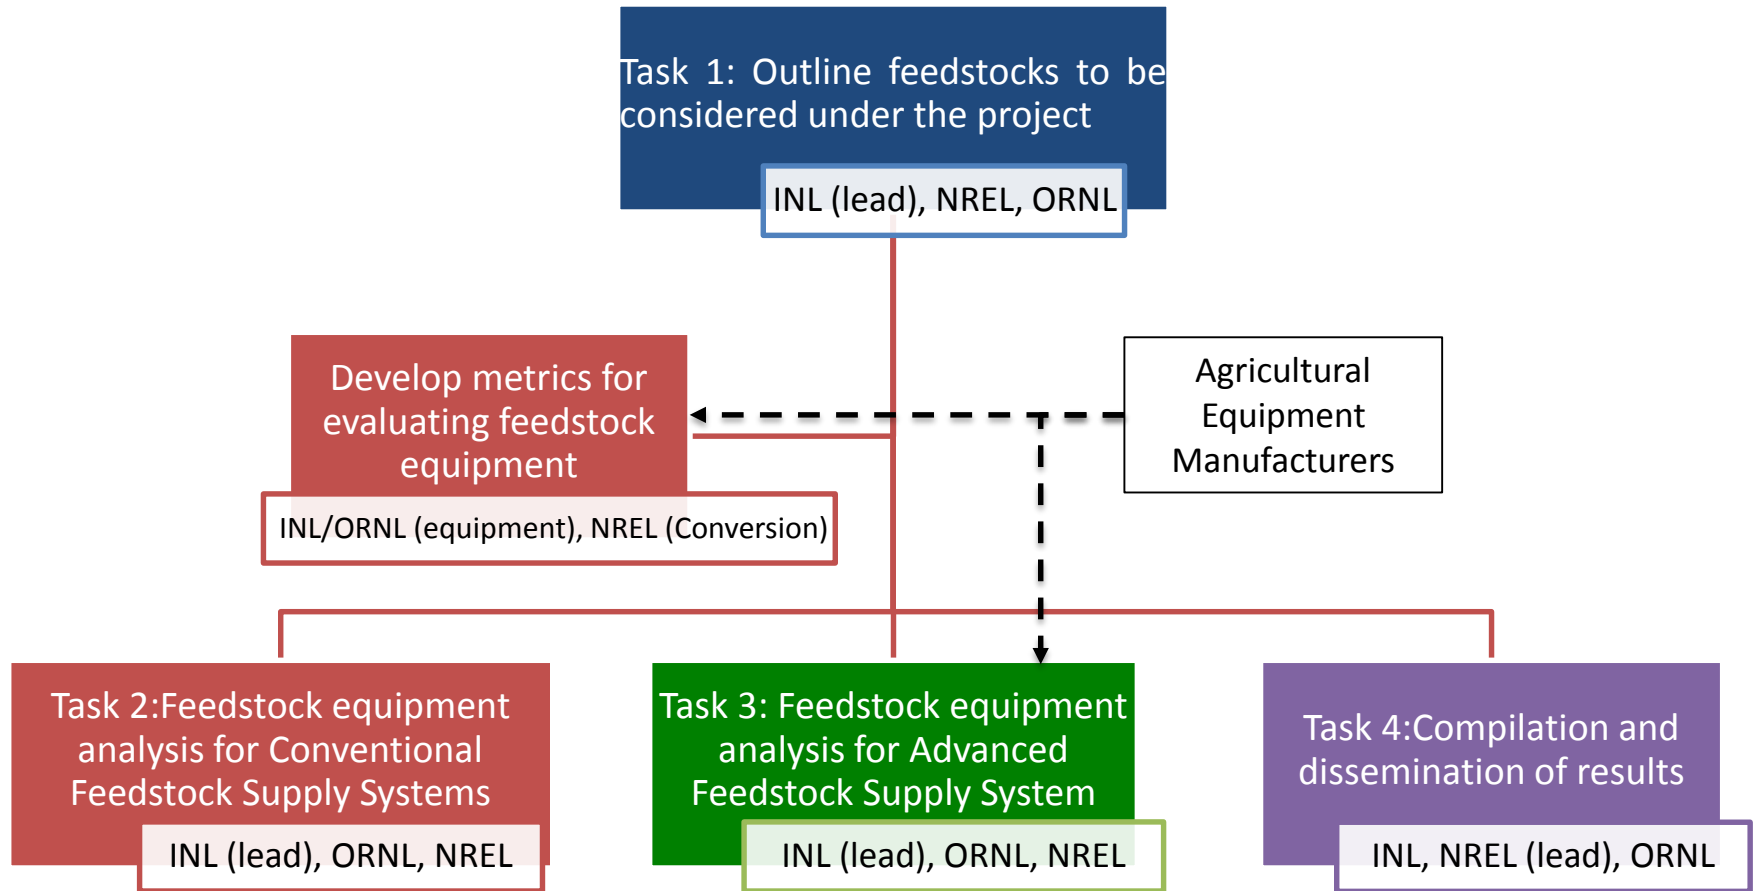 Task 1: Outline feedstocks to be
considered under the project
INL (lead), NREL, ORNL
Develop metrics for
evaluating feedstock
equipment
INL/ORNL (equipment), NREL (Conversion)
Agricultural
Equipment
Manufacturers
Task 2:Feedstock equipment
analysis for Conventional
Feedstock Supply Systems
INL (lead), ORNL, NREL
Task 3: Feedstock equipment
analysis for Advanced
Feedstock Supply System
INL (lead), ORNL, NREL
Task 4:Compilation and
dissemination of results
INL, NREL (lead), ORNL